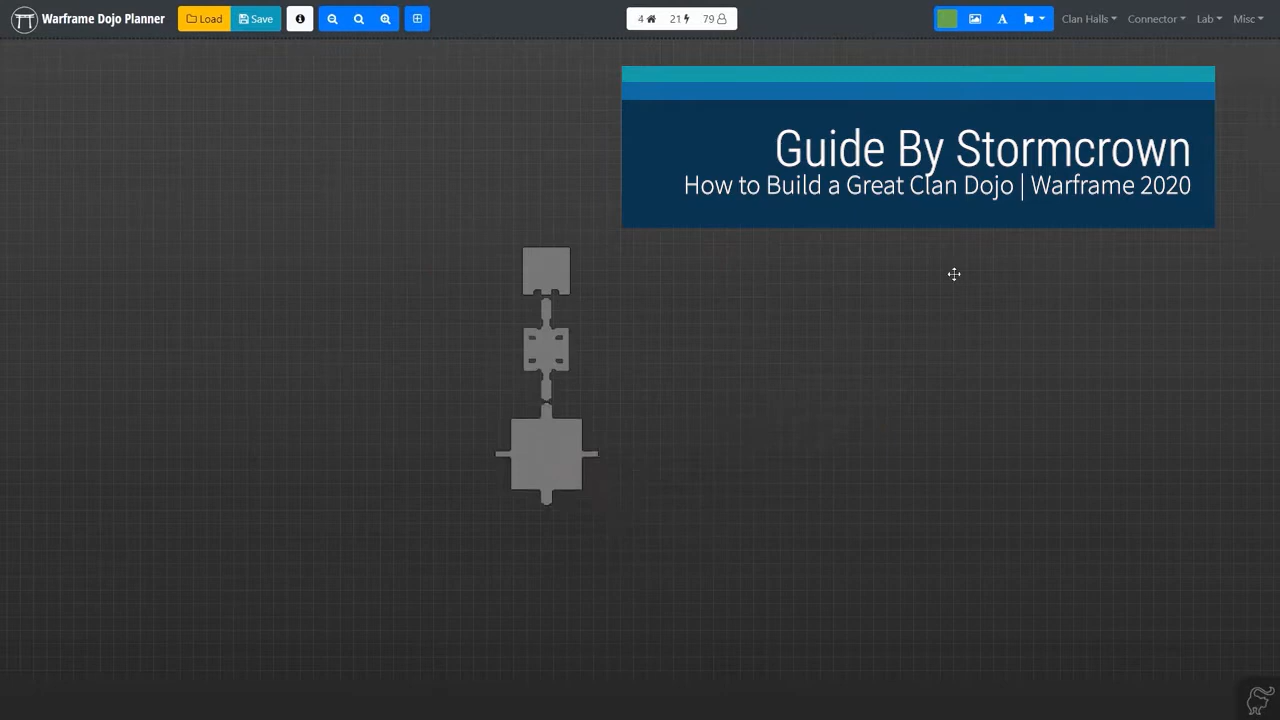 Warframe Dojo Planner Load Save 4 21 79 A Clan Halls Connector Lab Misc
Guide By Stormcrown
How to Build a Great Clan Dojo | Warframe 2020